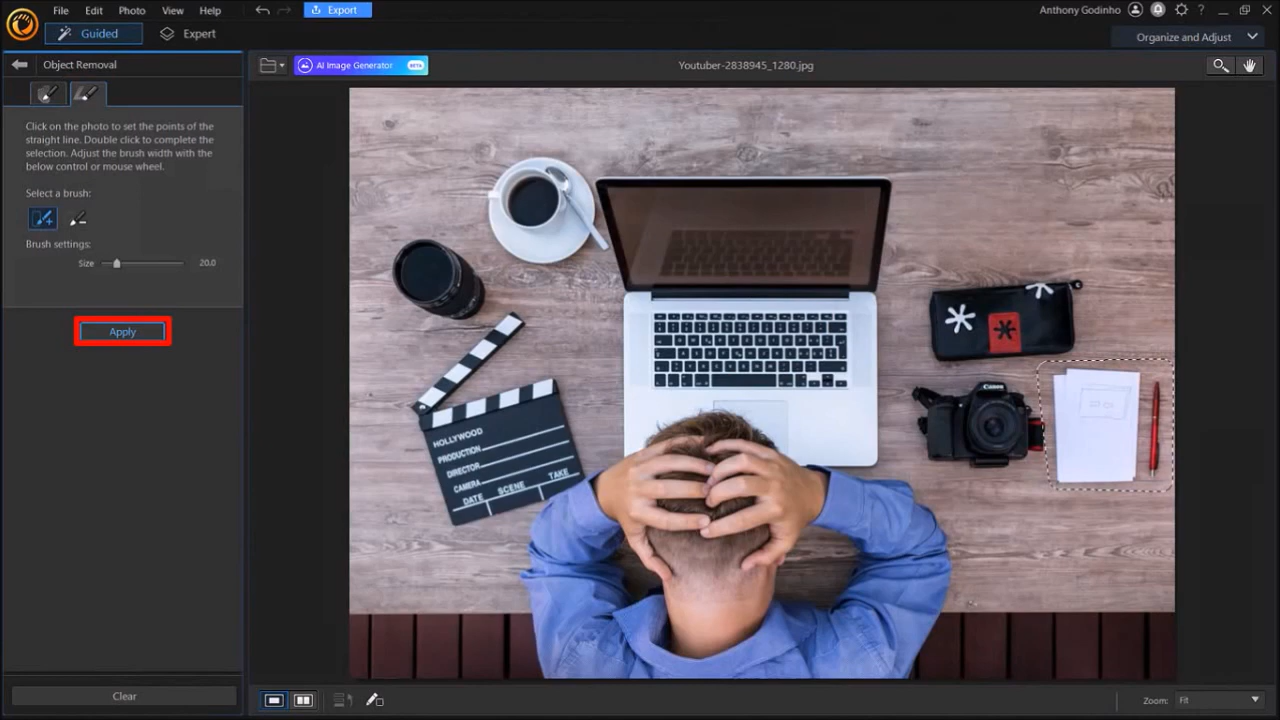 File Edit Photo View Help Export Anthony Godinho ?
Guided Expert Organize and Adjust
Object Removal AI Image Generator BETA Youtuber-2838945_1280.jpg
Click on the photo to set the points of the
straight line. Double click to complete the
selection. Adjust the brush width with the
below control or mouse wheel.
Select a brush:
Brush settings:
Size 20.0
Apply
HOLLYWOOD
PRODUCTION
DIRECTOR
CAMERA
DATE SCENE TAKE
Canon
Clear
Zoom: Fit